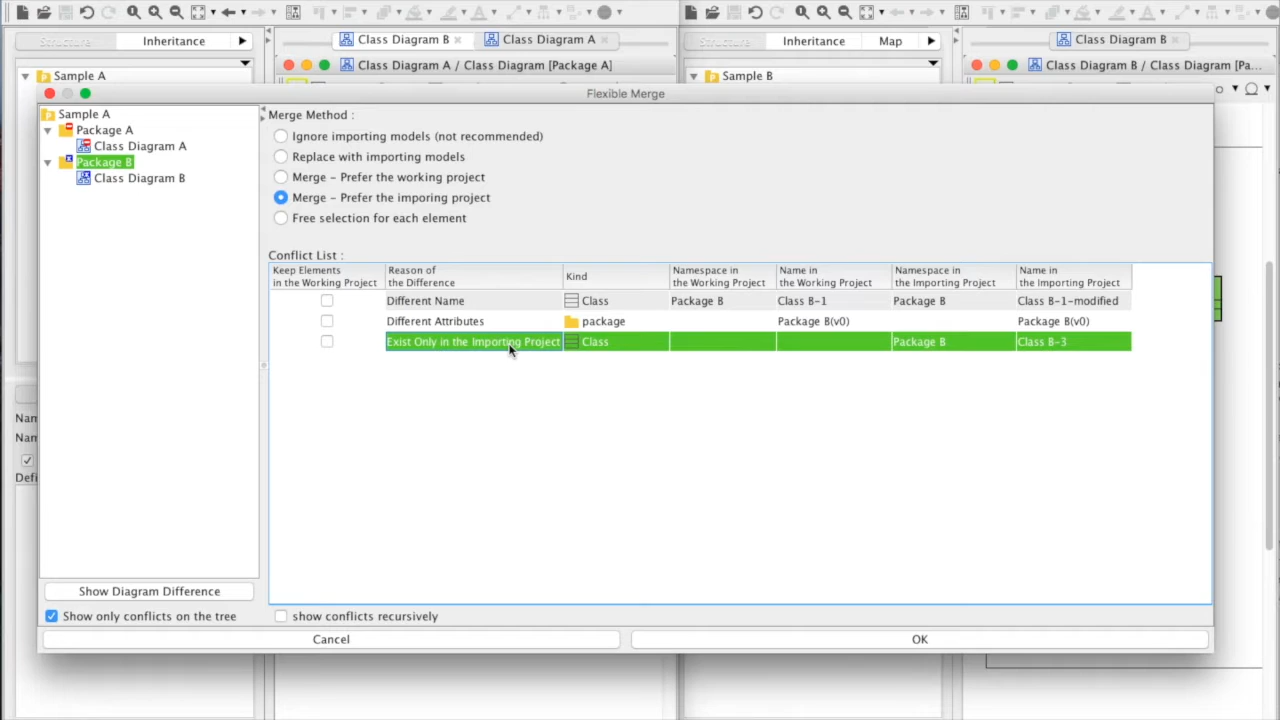 Structure Inheritance
Class Diagram B Class Diagram A
Structure Inheritance Map
Class Diagram B
Sample A
Class Diagram A / Class Diagram [Package A]
Sample B
Class Diagram B / Class Diagram [Pa...
Flexible Merge
Sample A
Package A
Class Diagram A
Package B
Class Diagram B
Show Diagram Difference
Show only conflicts on the tree
Merge Method :
Ignore importing models (not recommended)
Replace with importing models
Merge - Prefer the working project
Merge - Prefer the imporing project
Free selection for each element
Conflict List :
Keep Elements in the Working Project Reason of the Difference Kind Namespace in the Working Project Name in the Working Project Namespace in the Importing Project Name in the Importing Project
Different Name Class Package B Class B-1 Package B Class B-1-modified
Different Attributes package Package B(v0) Package B(v0)
Exist Only in the Importing Project Class Package B Class B-3
show conflicts recursively
Cancel OK
Nam
Nam
Defi